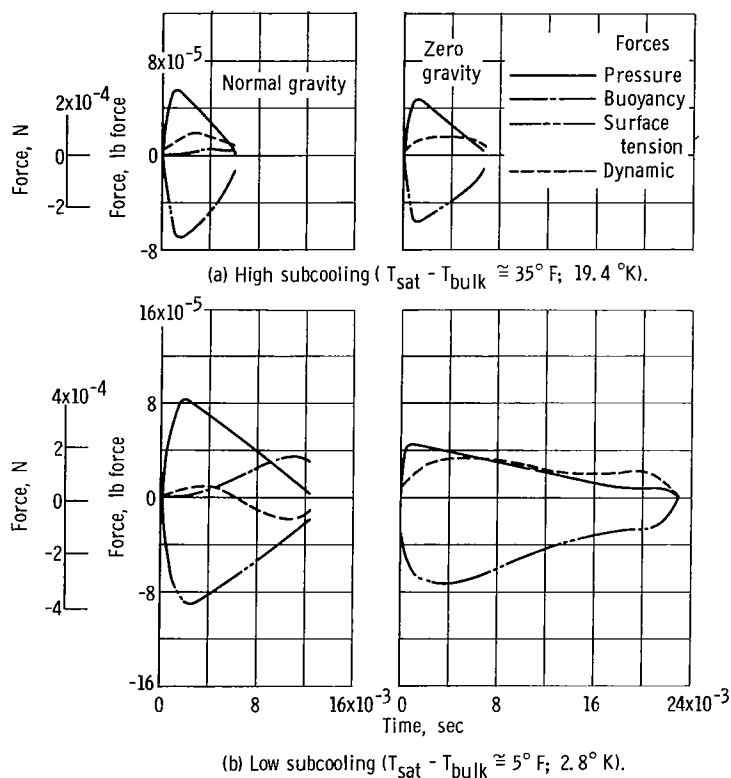 8x10⁻⁵
Normal gravity
2x10⁻⁴
0
-2
Force, N
0
-8
Force, lb force
Zero
gravity
Forces
Pressure
Buoyancy
Surface
tension
Dynamic
(a) High subcooling ( T_sat - T_bulk ≅ 35° F; 19.4 °K).
16x10⁻⁵
8
0
-8
-16
Force, lb force
4x10⁻⁴
2
0
-2
-4
Force, N
0
8
16x10⁻³
0
8
16
24x10⁻³
Time, sec
(b) Low subcooling (T_sat - T_bulk ≅ 5° F; 2.8° K).